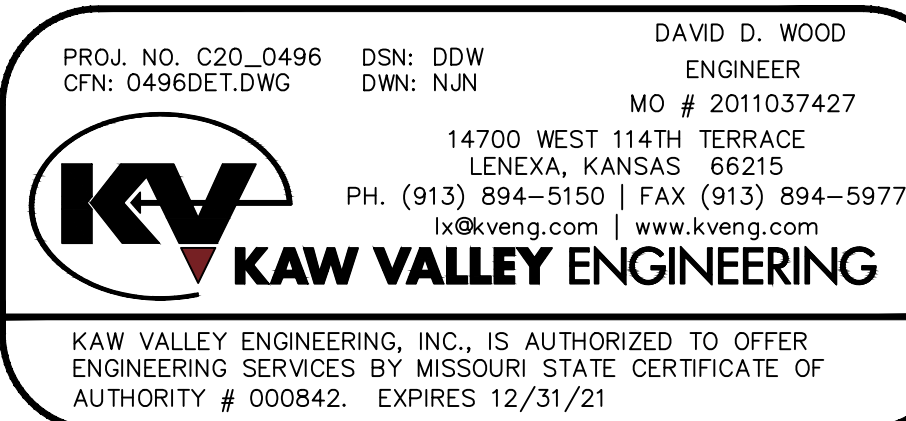 PROJ. NO. C20_0496 DSN: DDW
CFN: 0496DET.DWG DWN: NJN
DAVID D. WOOD
ENGINEER
MO # 2011037427
14700 WEST 114TH TERRACE
LENEXA, KANSAS 66215
PH. (913) 894–5150 | FAX (913) 894–5977
lx@kveng.com | www.kveng.com
KV
KAW VALLEY ENGINEERING
KAW VALLEY ENGINEERING, INC., IS AUTHORIZED TO OFFER
ENGINEERING SERVICES BY MISSOURI STATE CERTIFICATE OF
AUTHORITY # 000842. EXPIRES 12/31/21